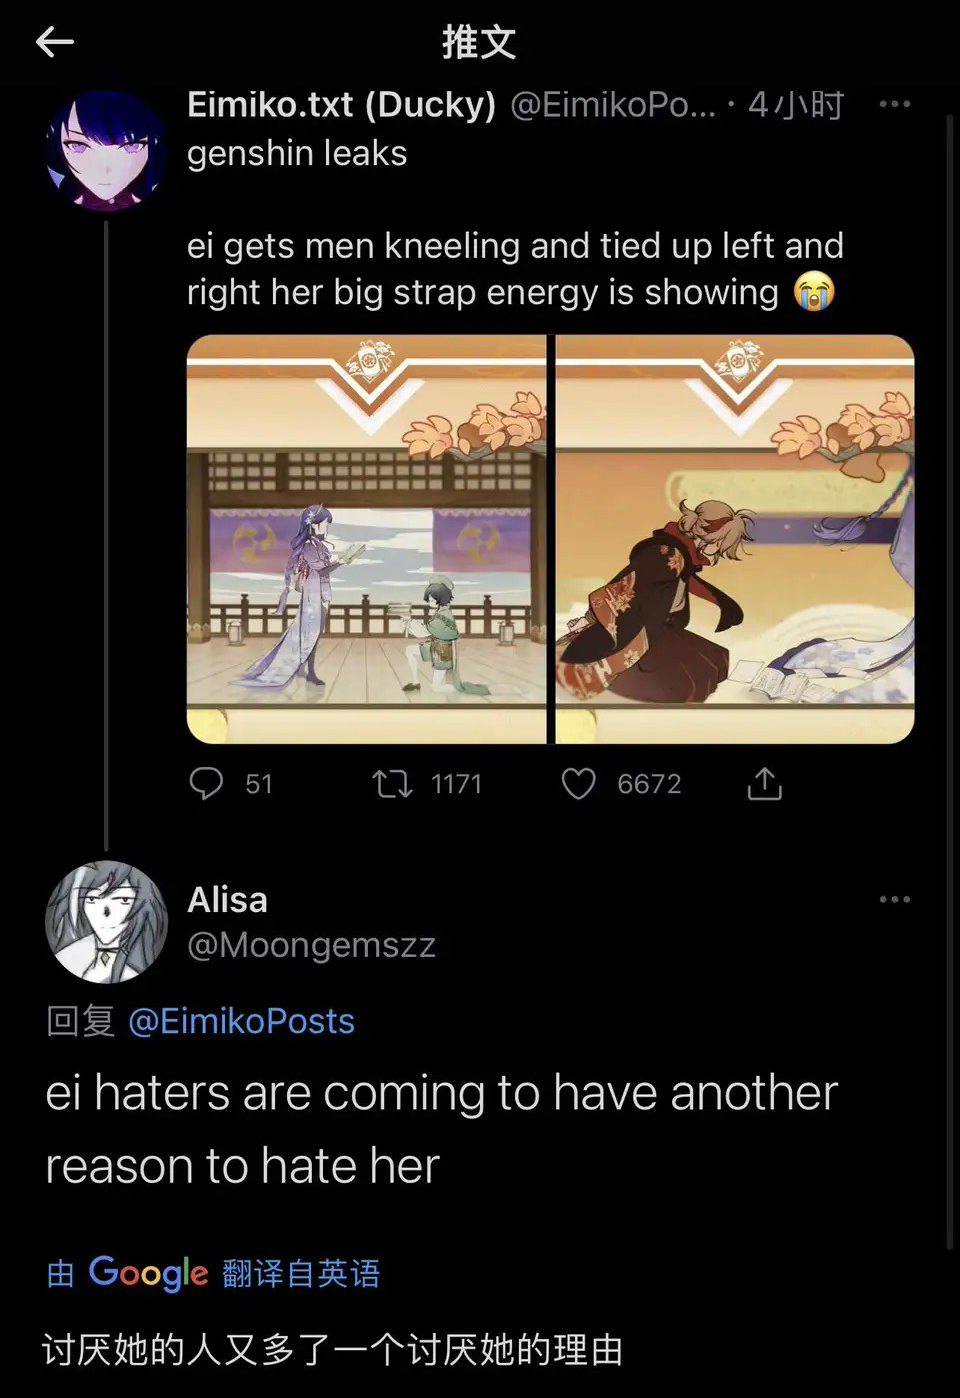 推文
Eimiko.txt (Ducky) @EimikoPo... · 4小时
genshin leaks
ei gets men kneeling and tied up left and
right her big strap energy is showing 😭
51 1171 6672
Alisa
@Moongemszz
回复 @EimikoPosts
ei haters are coming to have another
reason to hate her
由 Google 翻译自英语
讨厌她的人又多了一个讨厌她的理由